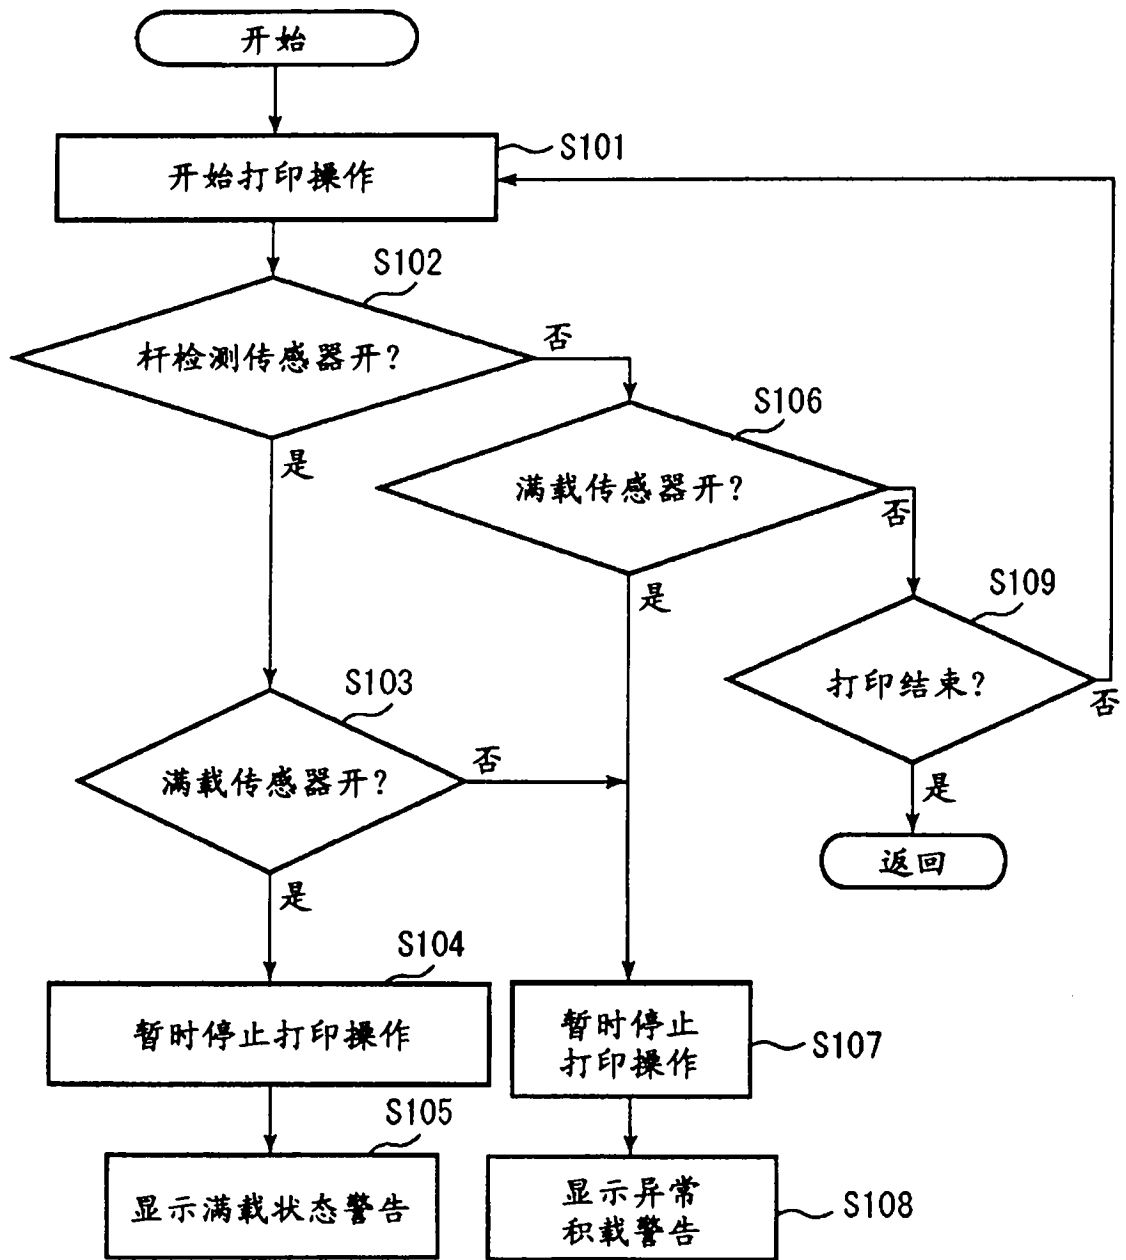 开始
S101
开始打印操作
S102
杆检测传感器开?
否
是
S106
满载传感器开?
否
是
S109
打印结束?
否
是
返回
S103
满载传感器开?
否
是
S104
暂时停止打印操作
S107
暂时停止
打印操作
S105
显示满载状态警告
S108
显示异常
积载警告